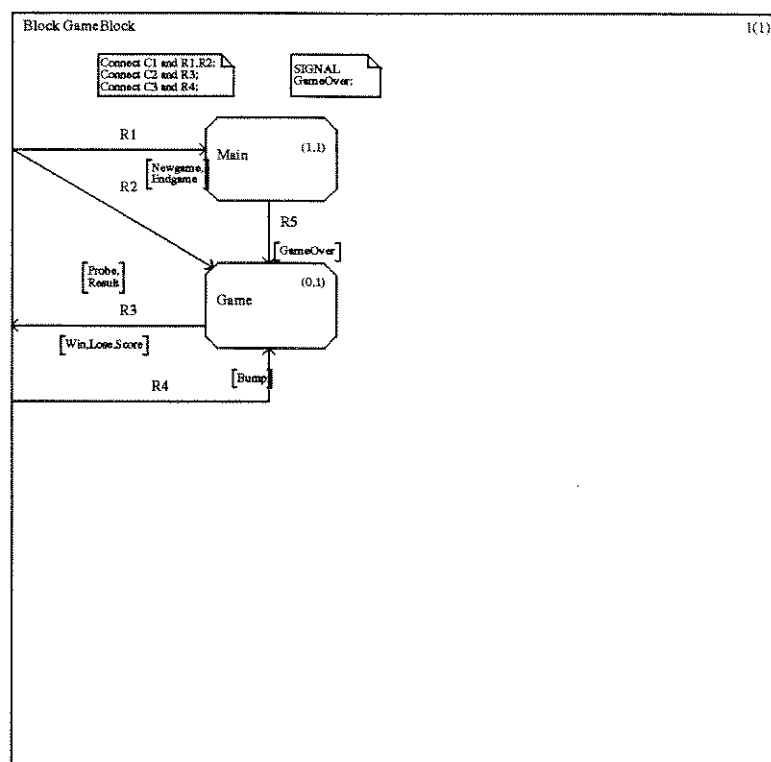 Block GameBlock
1(1)
Connect C1 and R1,R2;
Connect C2 and R3;
Connect C3 and R4;
SIGNAL
GameOver;
R1
Main
(1,1)
[Newgame,
Endgame]
R2
R5
[GameOver]
[Probe,
Result]
Game
(0,1)
R3
[Win,Lose,Score]
[Bump]
R4